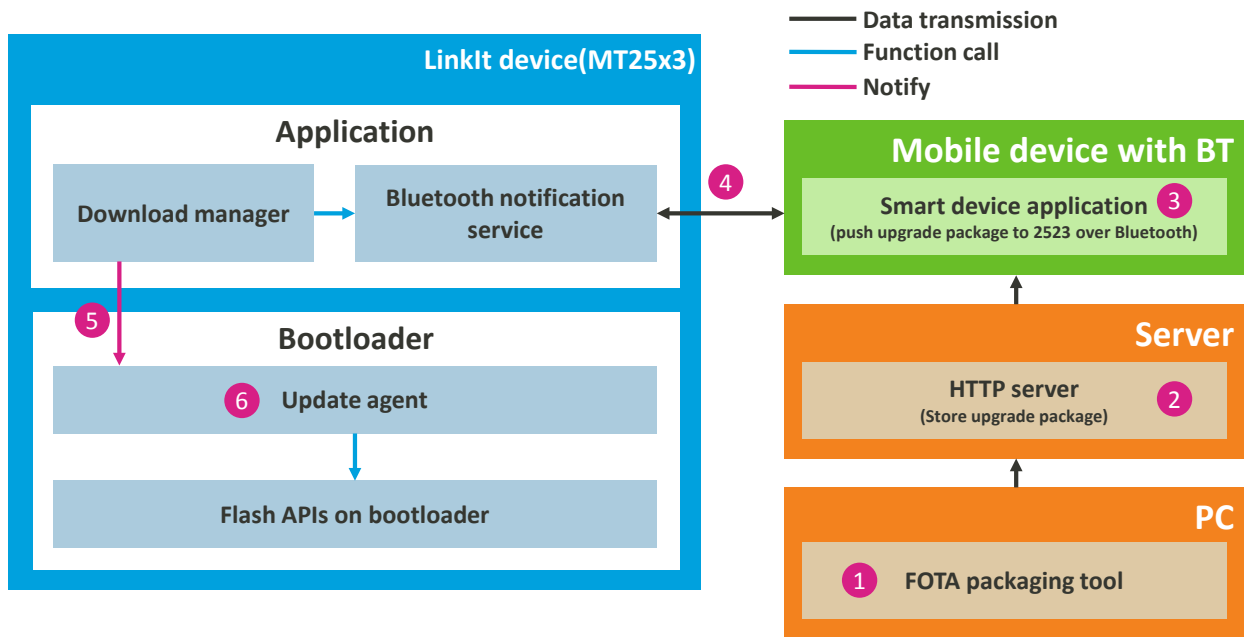 Data transmission
Function call
Notify
LinkIt device(MT25x3)
Application
Download manager
Bluetooth notification
service
4
5
Bootloader
6
Update agent
Flash APIs on bootloader
Mobile device with BT
Smart device application
3
(push upgrade package to 2523 over Bluetooth)
Server
HTTP server
2
(Store upgrade package)
PC
1
FOTA packaging tool